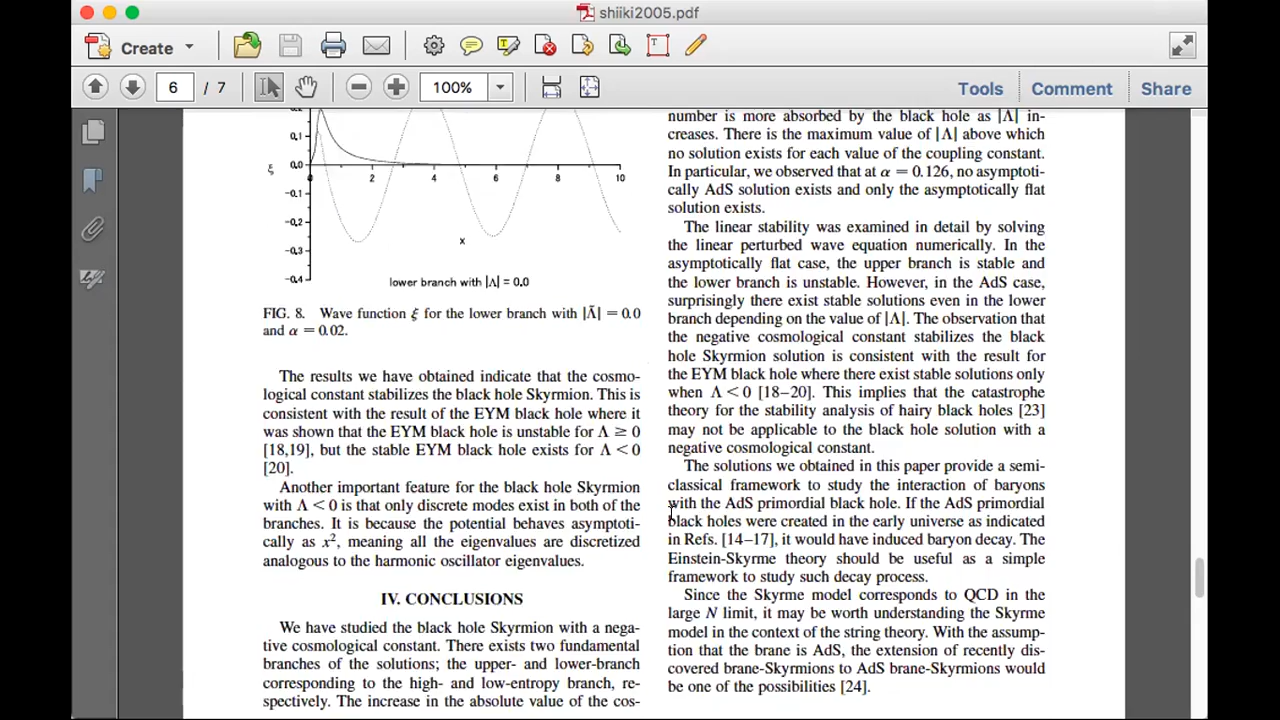 shiiki2005.pdf
Create
6 / 7
100%
Tools
Comment
Share
0.1
0.0
-0.1
-0.2
-0.3
-0.4
ξ
2
4
6
8
10
x
lower branch with |Λ| = 0.0
FIG. 8. Wave function ξ for the lower branch with |Λ̃| = 0.0
and α = 0.02.
The results we have obtained indicate that the cosmo-
logical constant stabilizes the black hole Skyrmion. This is
consistent with the result of the EYM black hole where it
was shown that the EYM black hole is unstable for Λ ≥ 0
[18,19], but the stable EYM black hole exists for Λ < 0
[20].
Another important feature for the black hole Skyrmion
with Λ < 0 is that only discrete modes exist in both of the
branches. It is because the potential behaves asymptoti-
cally as x², meaning all the eigenvalues are discretized
analogous to the harmonic oscillator eigenvalues.
IV. CONCLUSIONS
We have studied the black hole Skyrmion with a nega-
tive cosmological constant. There exists two fundamental
branches of the solutions; the upper- and lower-branch
corresponding to the high- and low-entropy branch, re-
spectively. The increase in the absolute value of the cos-
number is more absorbed by the black hole as |Λ| in-
creases. There is the maximum value of |Λ| above which
no solution exists for each value of the coupling constant.
In particular, we observed that at α = 0.126, no asymptoti-
cally AdS solution exists and only the asymptotically flat
solution exists.
The linear stability was examined in detail by solving
the linear perturbed wave equation numerically. In the
asymptotically flat case, the upper branch is stable and
the lower branch is unstable. However, in the AdS case,
surprisingly there exist stable solutions even in the lower
branch depending on the value of |Λ|. The observation that
the negative cosmological constant stabilizes the black
hole Skyrmion solution is consistent with the result for
the EYM black hole where there exist stable solutions only
when Λ < 0 [18–20]. This implies that the catastrophe
theory for the stability analysis of hairy black holes [23]
may not be applicable to the black hole solution with a
negative cosmological constant.
The solutions we obtained in this paper provide a semi-
classical framework to study the interaction of baryons
with the AdS primordial black hole. If the AdS primordial
black holes were created in the early universe as indicated
in Refs. [14–17], it would have induced baryon decay. The
Einstein-Skyrme theory should be useful as a simple
framework to study such decay process.
Since the Skyrme model corresponds to QCD in the
large N limit, it may be worth understanding the Skyrme
model in the context of the string theory. With the assump-
tion that the brane is AdS, the extension of recently dis-
covered brane-Skyrmions to AdS brane-Skyrmions would
be one of the possibilities [24].